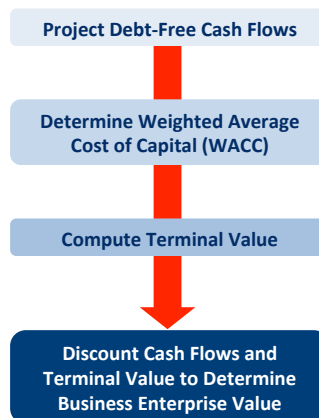 Project Debt-Free Cash Flows
Determine Weighted Average
Cost of Capital (WACC)
Compute Terminal Value
Discount Cash Flows and
Terminal Value to Determine
Business Enterprise Value